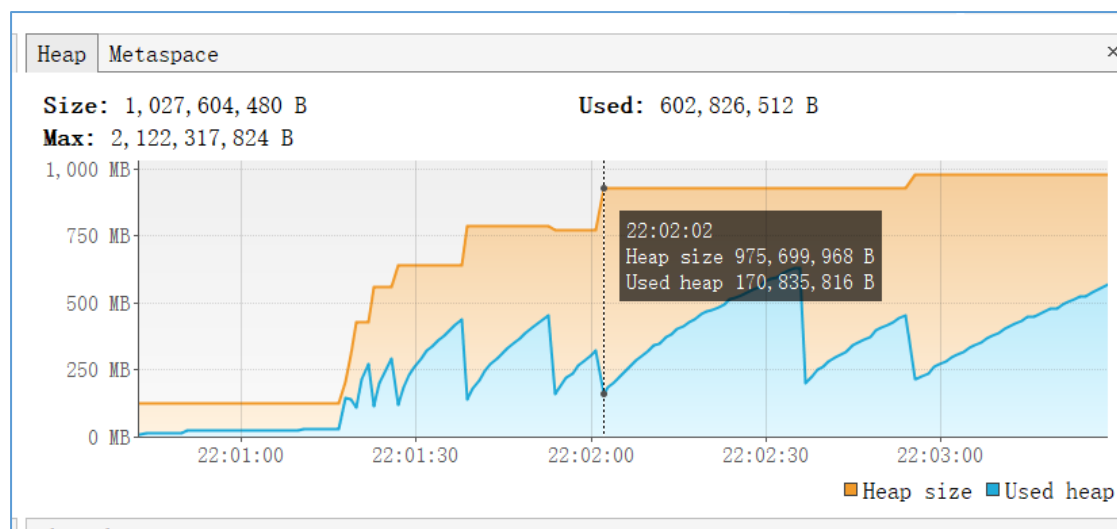 Heap Metaspace ×
Size: 1,027,604,480 B Used: 602,826,512 B
Max: 2,122,317,824 B
1,000 MB
750 MB
500 MB
250 MB
0 MB
22:02:02
Heap size 975,699,968 B
Used heap 170,835,816 B
22:01:00 22:01:30 22:02:00 22:02:30 22:03:00
Heap size Used heap